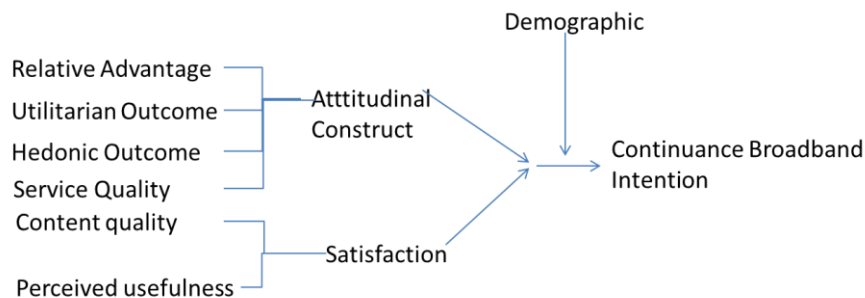 Demographic
Relative Advantage
Utilitarian Outcome
Hedonic Outcome
Service Quality
Content quality
Perceived usefulness
Atttitudinal
Construct
Satisfaction
Continuance Broadband
Intention